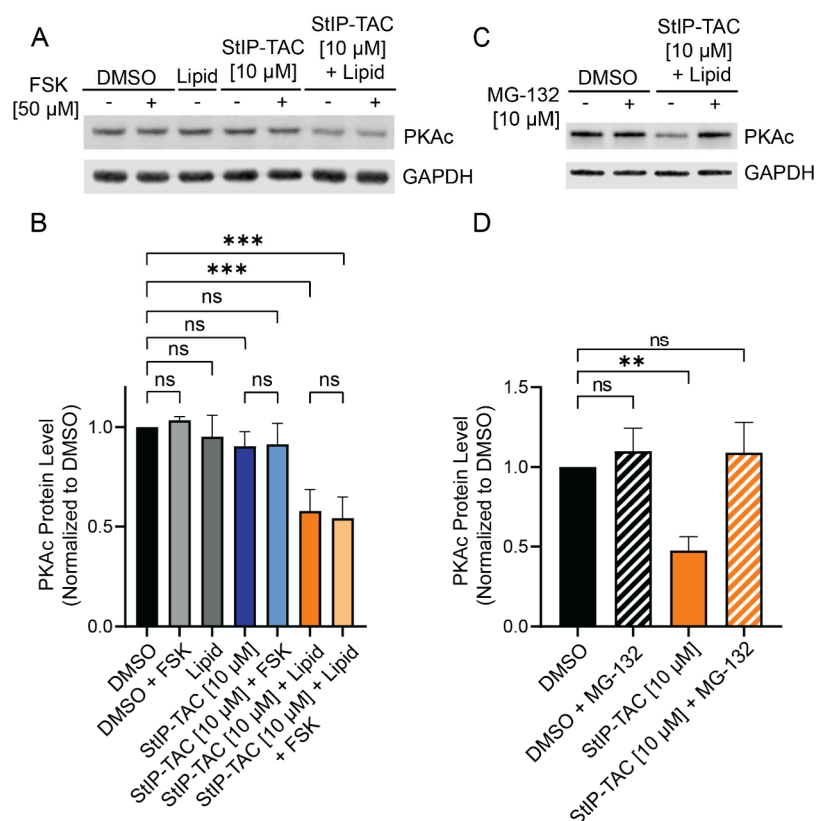 A
FSK
[50 µM]
DMSO
Lipid
StIP-TAC
[10 µM]
StIP-TAC
[10 µM]
+ Lipid
- + - - + - +
PKAc
GAPDH
C
MG-132
[10 µM]
DMSO
StIP-TAC
[10 µM]
+ Lipid
- + - +
PKAc
GAPDH
B
***
***
ns
ns
ns
ns
ns
ns
PKAc Protein Level
(Normalized to DMSO)
1.0
0.5
0.0
DMSO
DMSO + FSK
Lipid
StIP-TAC [10 µM]
StIP-TAC [10 µM] + FSK
StIP-TAC [10 µM] + Lipid
StIP-TAC [10 µM] + Lipid
+ FSK
D
ns
**
ns
PKAc Protein Level
(Normalized to DMSO)
1.5
1.0
0.5
0.0
DMSO
DMSO + MG-132
StIP-TAC [10 µM]
StIP-TAC [10 µM] + MG-132